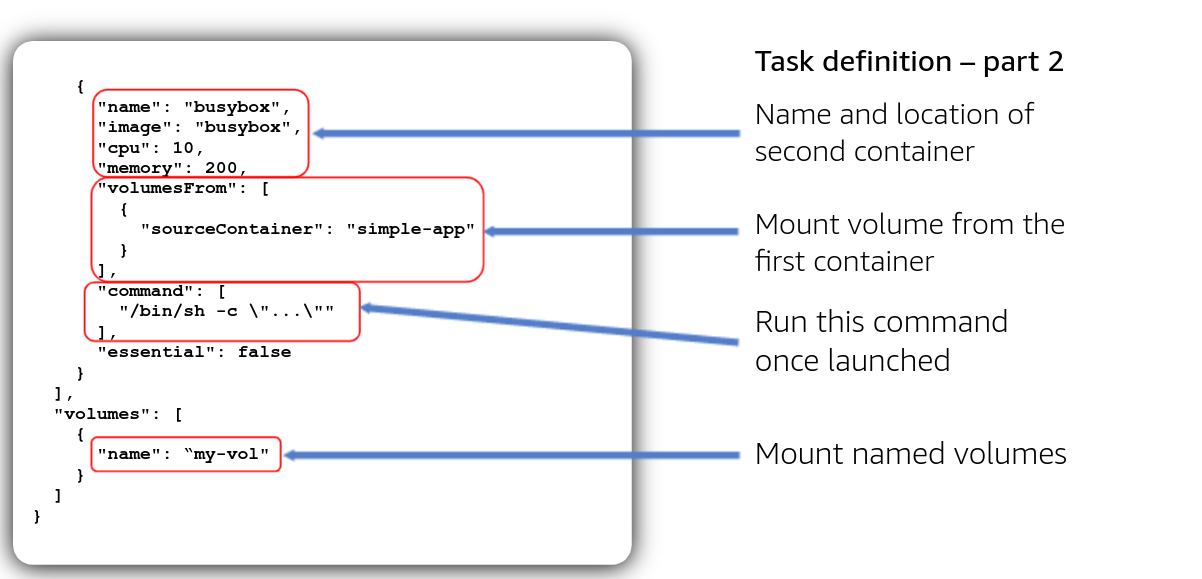 {
"name": "busybox",
"image": "busybox",
"cpu": 10,
"memory": 200,
"volumesFrom": [
{
"sourceContainer": "simple-app"
}
],
"command": [
"/bin/sh -c \"...\""
],
"essential": false
}
],
"volumes": [
{
"name": “my-vol"
}
]
}
Task definition – part 2
Name and location of
second container
Mount volume from the
first container
Run this command
once launched
Mount named volumes